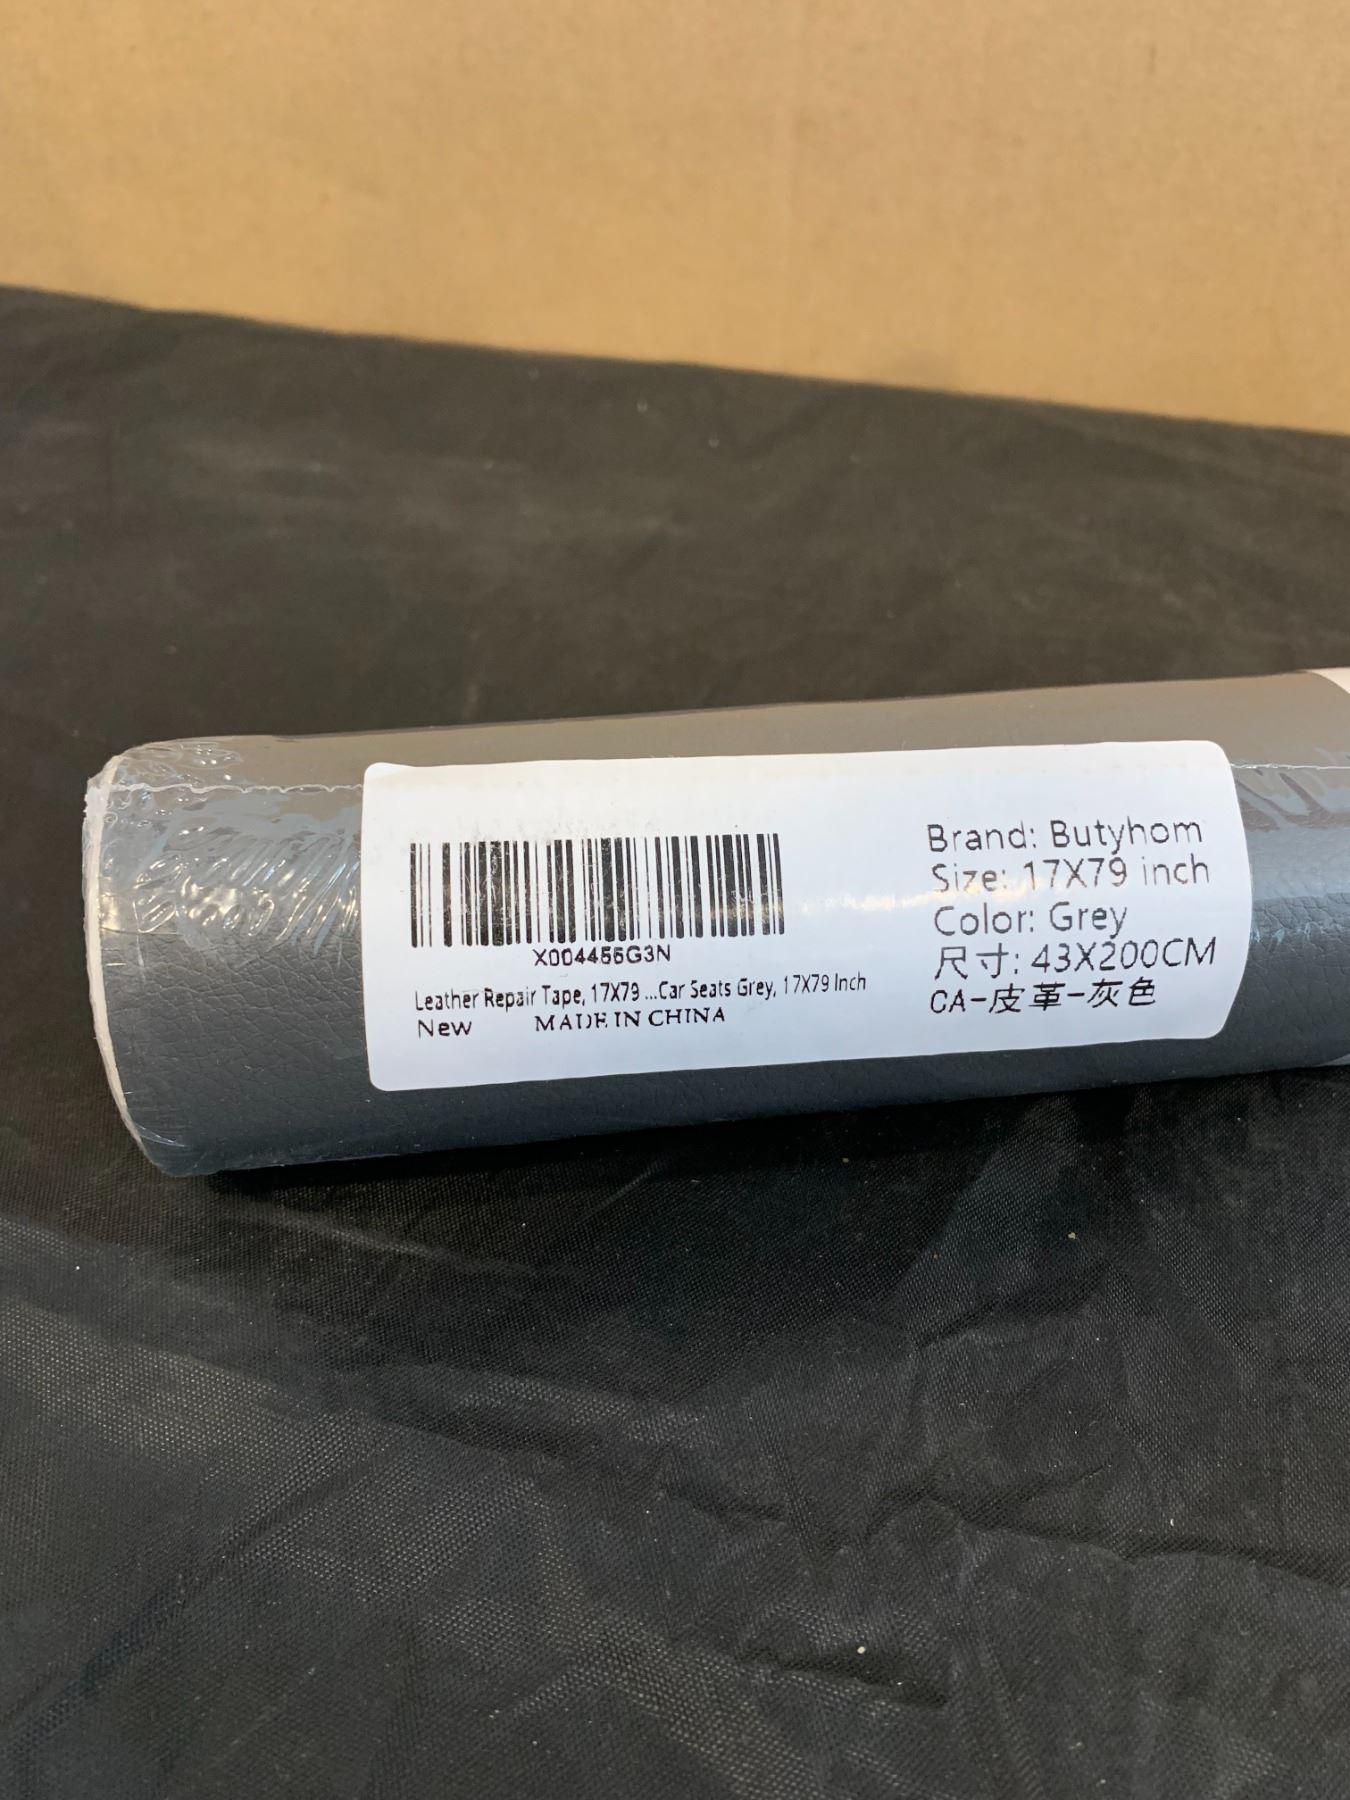 X004456G3N
Leather Repair Tape, 17X79 ...Car Seats Grey, 17X79 Inch
New MADE IN CHINA
Brand: Butyhom
Size: 17X79 inch
Color: Grey
尺寸: 43X200CM
CA-皮革-灰色